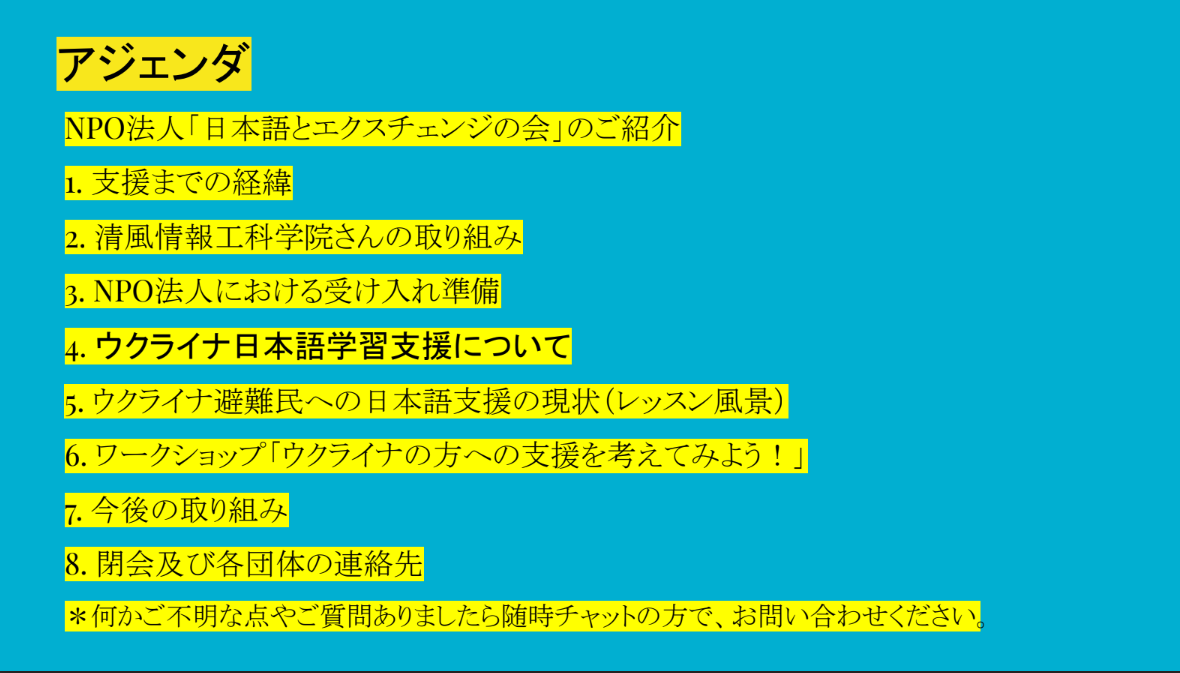 アジェンダ
NPO法人「日本語とエクスチェンジの会」のご紹介
1. 支援までの経緯
2. 清風情報工科学院さんの取り組み
3. NPO法人における受け入れ準備
4. ウクライナ日本語学習支援について
5. ウクライナ避難民への日本語支援の現状（レッスン風景）
6. ワークショップ「ウクライナの方への支援を考えてみよう！」
7. 今後の取り組み
8. 閉会及び各団体の連絡先
＊何かご不明な点やご質問ありましたら随時チャットの方で、お問い合わせください。